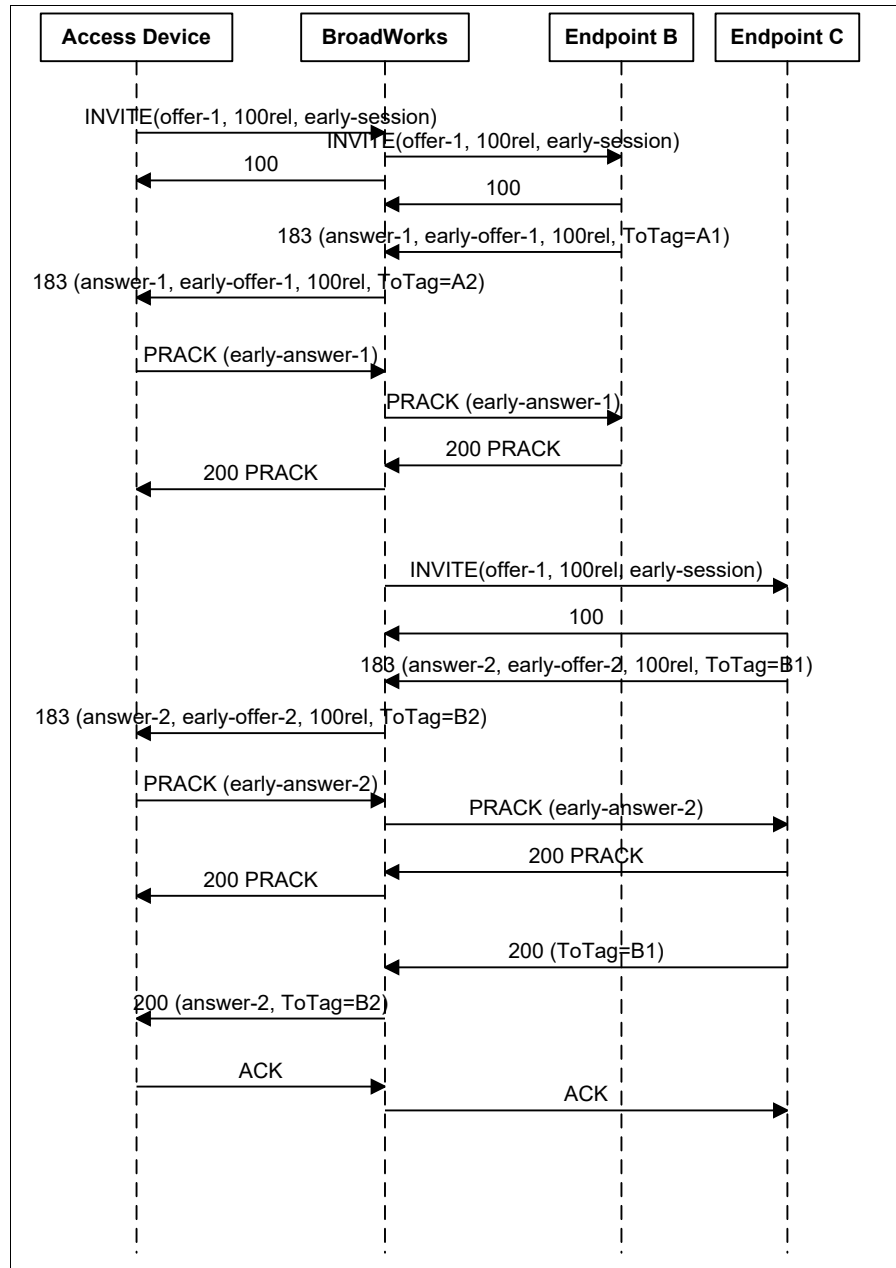 Access Device
BroadWorks
Endpoint B
Endpoint C
INVITE(offer-1, 100rel, early-session)
INVITE(offer-1, 100rel, early-session)
100
100
183 (answer-1, early-offer-1, 100rel, ToTag=A1)
183 (answer-1, early-offer-1, 100rel, ToTag=A2)
PRACK (early-answer-1)
PRACK (early-answer-1)
200 PRACK
200 PRACK
INVITE(offer-1, 100rel, early-session)
100
183 (answer-2, early-offer-2, 100rel, ToTag=B1)
183 (answer-2, early-offer-2, 100rel, ToTag=B2)
PRACK (early-answer-2)
PRACK (early-answer-2)
200 PRACK
200 PRACK
200 (ToTag=B1)
200 (answer-2, ToTag=B2)
ACK
ACK